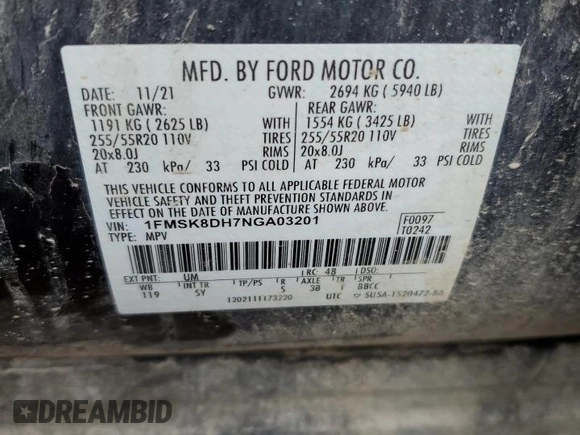 MFD. BY FORD MOTOR CO.
DATE: 11/21 GVWR: 2694 KG ( 5940 LB)
FRONT GAWR: REAR GAWR:
1191 KG ( 2625 LB) WITH 1554 KG ( 3425 LB) WITH
255/55R20 110V TIRES 255/55R20 110V TIRES
20x8.0J RIMS 20x8.0J RIMS
AT 230 kPa/ 33 PSI COLD AT 230 kPa/ 33 PSI COLD
THIS VEHICLE CONFORMS TO ALL APPLICABLE FEDERAL MOTOR
VEHICLE SAFETY AND THEFT PREVENTION STANDARDS IN
EFFECT ON THE DATE OF MANUFACTURE SHOWN ABOVE.
VIN: 1FMSK8DH7NGA03201 F0097
TYPE: MPV T0242
EXT PNT: UM RC: 48 DSO:
WB INT TR TP/PS R AXLE TR SPR
119 SY S 3B T BBCC
1202111173220 UTC
DREAMBID